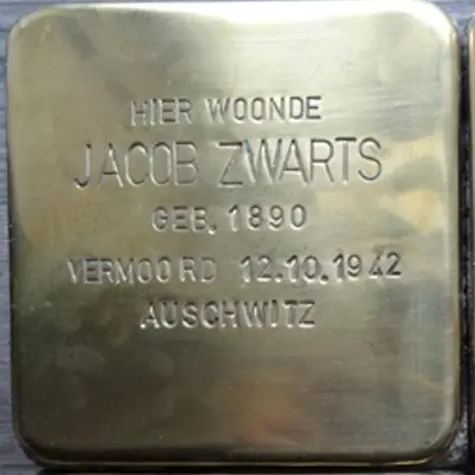 HIER WOONDE
JACOB ZWARTS
GEB. 1890
VERMOORD 12.10.1942
AUSCHWITZ